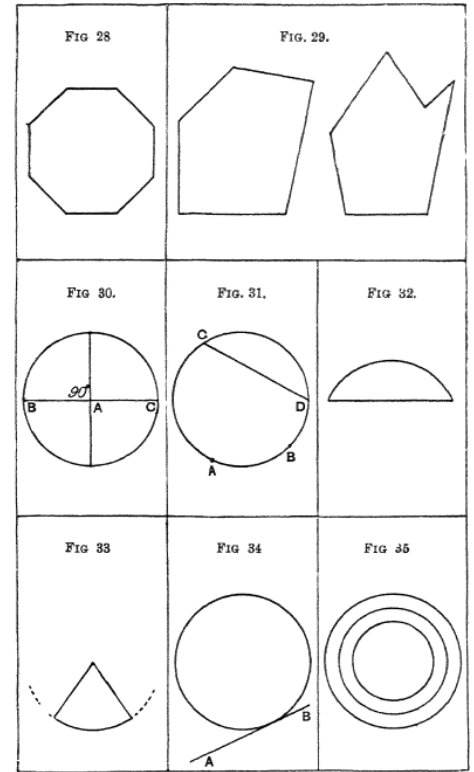 FIG 28
FIG. 29.
FIG 30.
90°
B
A
C
FIG. 31.
C
D
B
A
FIG 32.
FIG 33
FIG 34
B
A
FIG 35